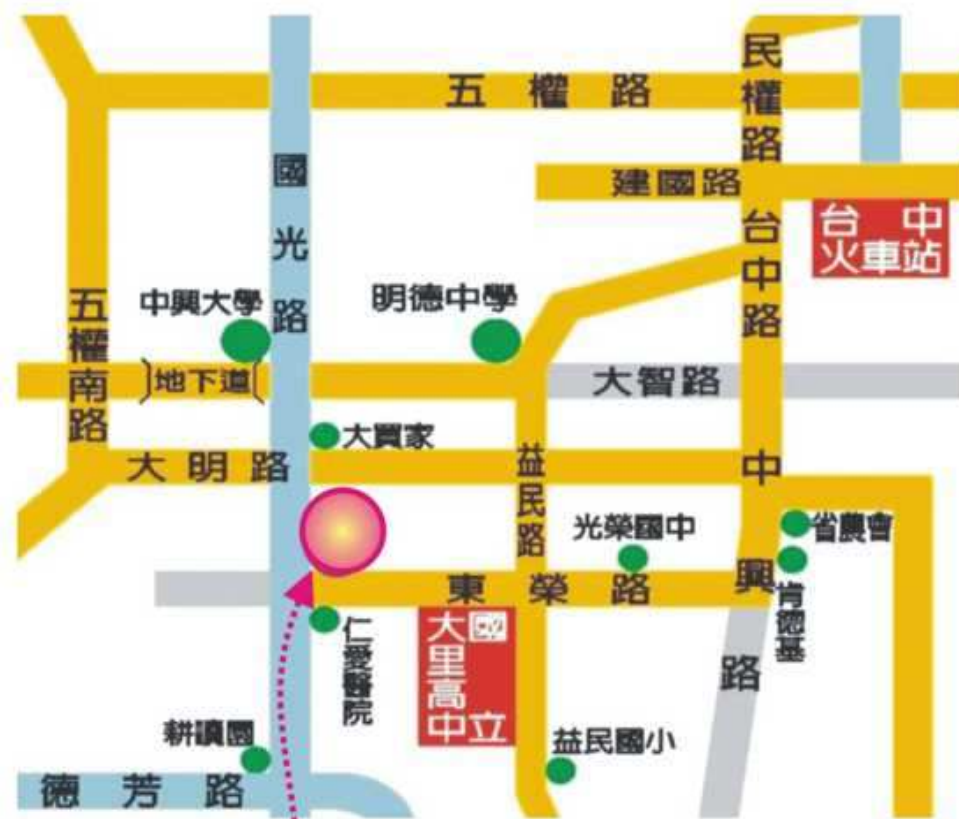 五權路
民權路
國光路
建國路
台中路
台中
火車站
五權南路
中興大學
明德中學
地下道
大智路
大買家
大明路
益民路
中興路
光榮國中
省農會
東榮路
肯德基
仁愛醫院
大國
里
高
中立
耕讀園
益民國小
德芳路